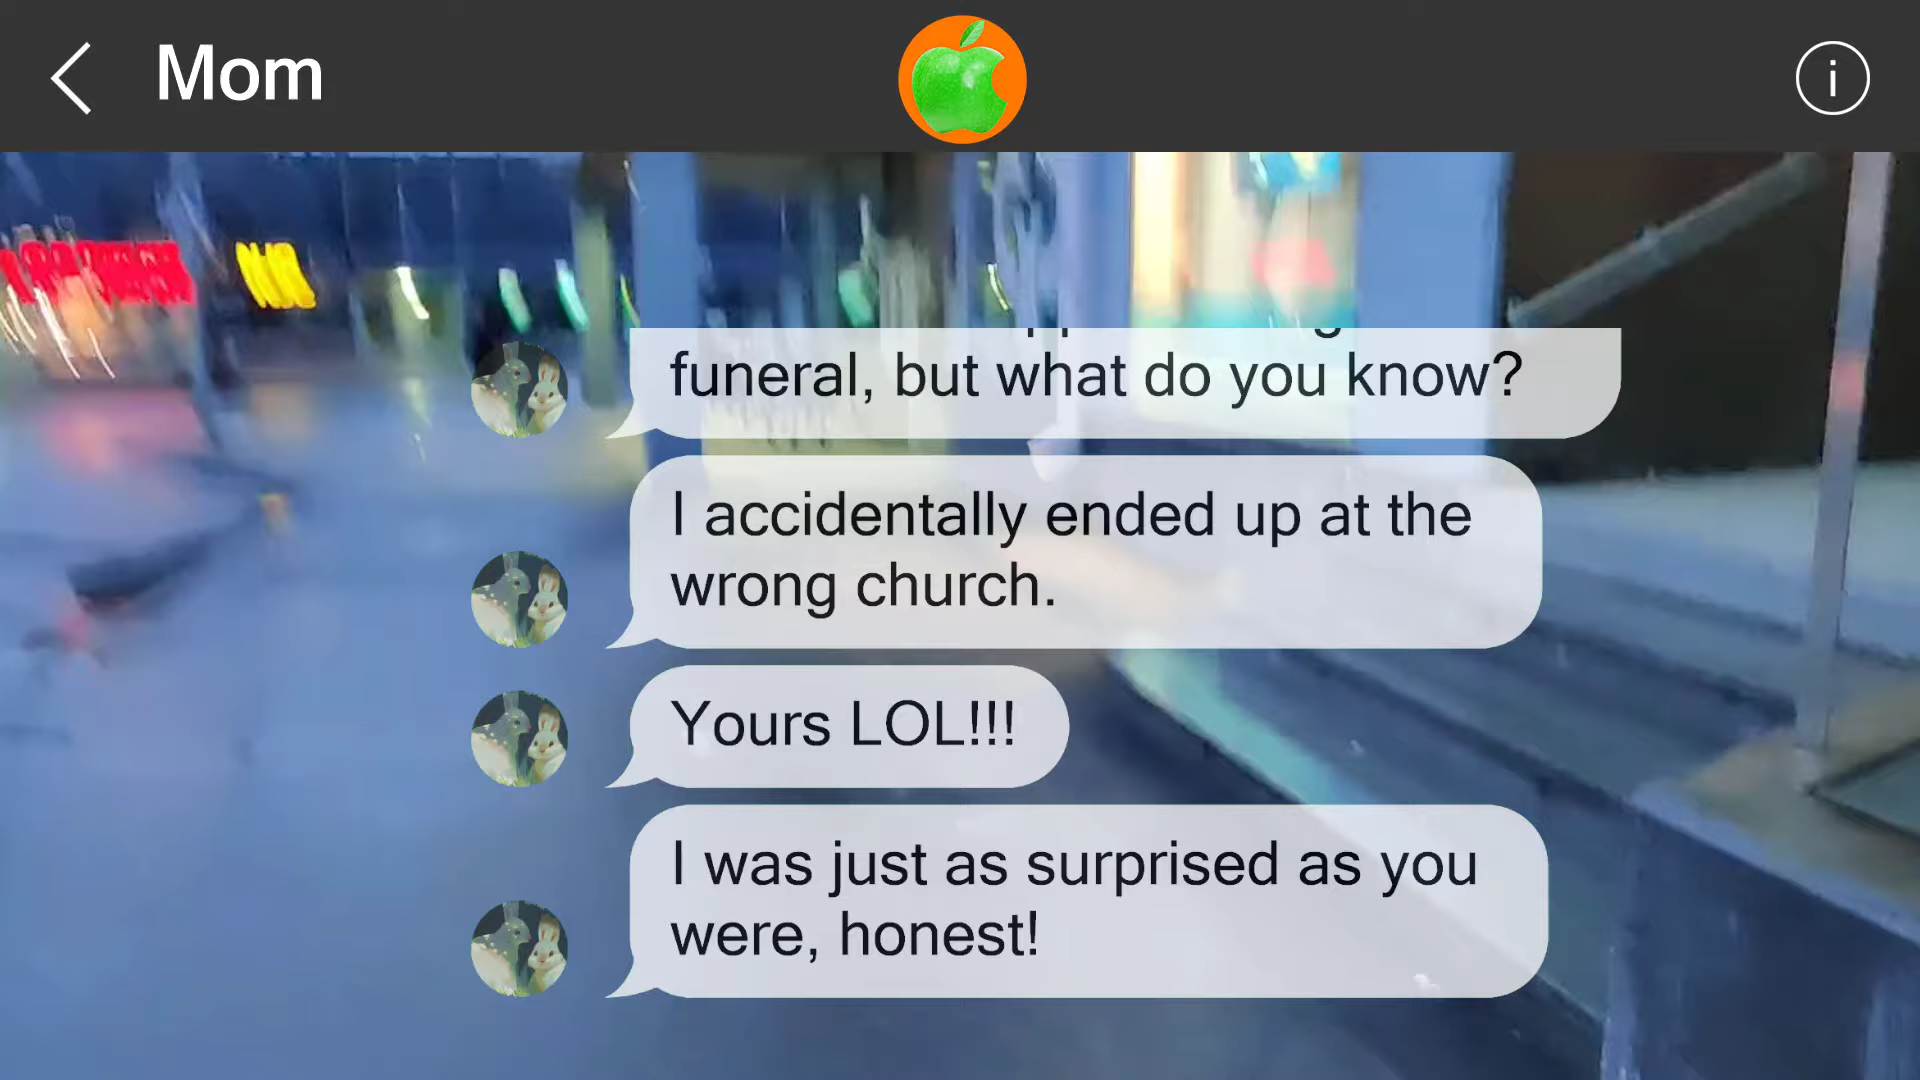 Mom
funeral, but what do you know?
I accidentally ended up at the
wrong church.
Yours LOL!!!
I was just as surprised as you
were, honest!